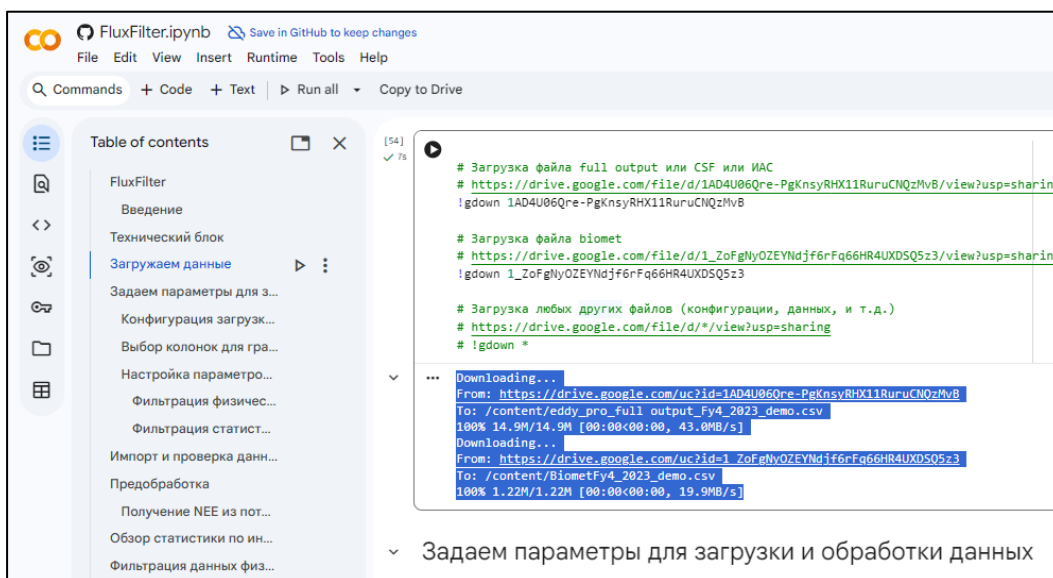 FluxFilter.ipynb Save in GitHub to keep changes
File Edit View Insert Runtime Tools Help
Commands + Code + Text Run all Copy to Drive
Table of contents
FluxFilter
Введение
Технический блок
Загружаем данные
Задаем параметры для з...
Конфигурация загрузк...
Выбор колонок для гра...
Настройка параметро...
Фильтрация физичес...
Фильтрация статист...
Импорт и проверка данн...
Предобработка
Получение NEE из пот...
Обзор статистики по ин...
Фильтрация данных физ...
[54]
7s
# Загрузка файла full output или CSF или ИАС
# https://drive.google.com/file/d/1AD4U06Qre-PgKnsyRHX11RuruCNQzMvB/view?usp=sharin
!gdown 1AD4U06Qre-PgKnsyRHX11RuruCNQzMvB
# Загрузка файла biomet
# https://drive.google.com/file/d/1_ZoFgNyOZEYNdjf6rFq66HR4UXDSQ5z3/view?usp=sharin
!gdown 1_ZoFgNyOZEYNdjf6rFq66HR4UXDSQ5z3
# Загрузка любых других файлов (конфигурации, данных, и т.д.)
# https://drive.google.com/file/d/*/view?usp=sharing
# !gdown *
Downloading...
From: https://drive.google.com/uc?id=1AD4U06Qre-PgKnsyRHX11RuruCNQzMvB
To: /content/eddy_pro_full output_Fy4_2023_demo.csv
100% 14.9M/14.9M [00:00<00:00, 43.0MB/s]
Downloading...
From: https://drive.google.com/uc?id=1_ZoFgNyOZEYNdjf6rFq66HR4UXDSQ5z3
To: /content/BiometFy4_2023_demo.csv
100% 1.22M/1.22M [00:00<00:00, 19.9MB/s]
Задаем параметры для загрузки и обработки данных